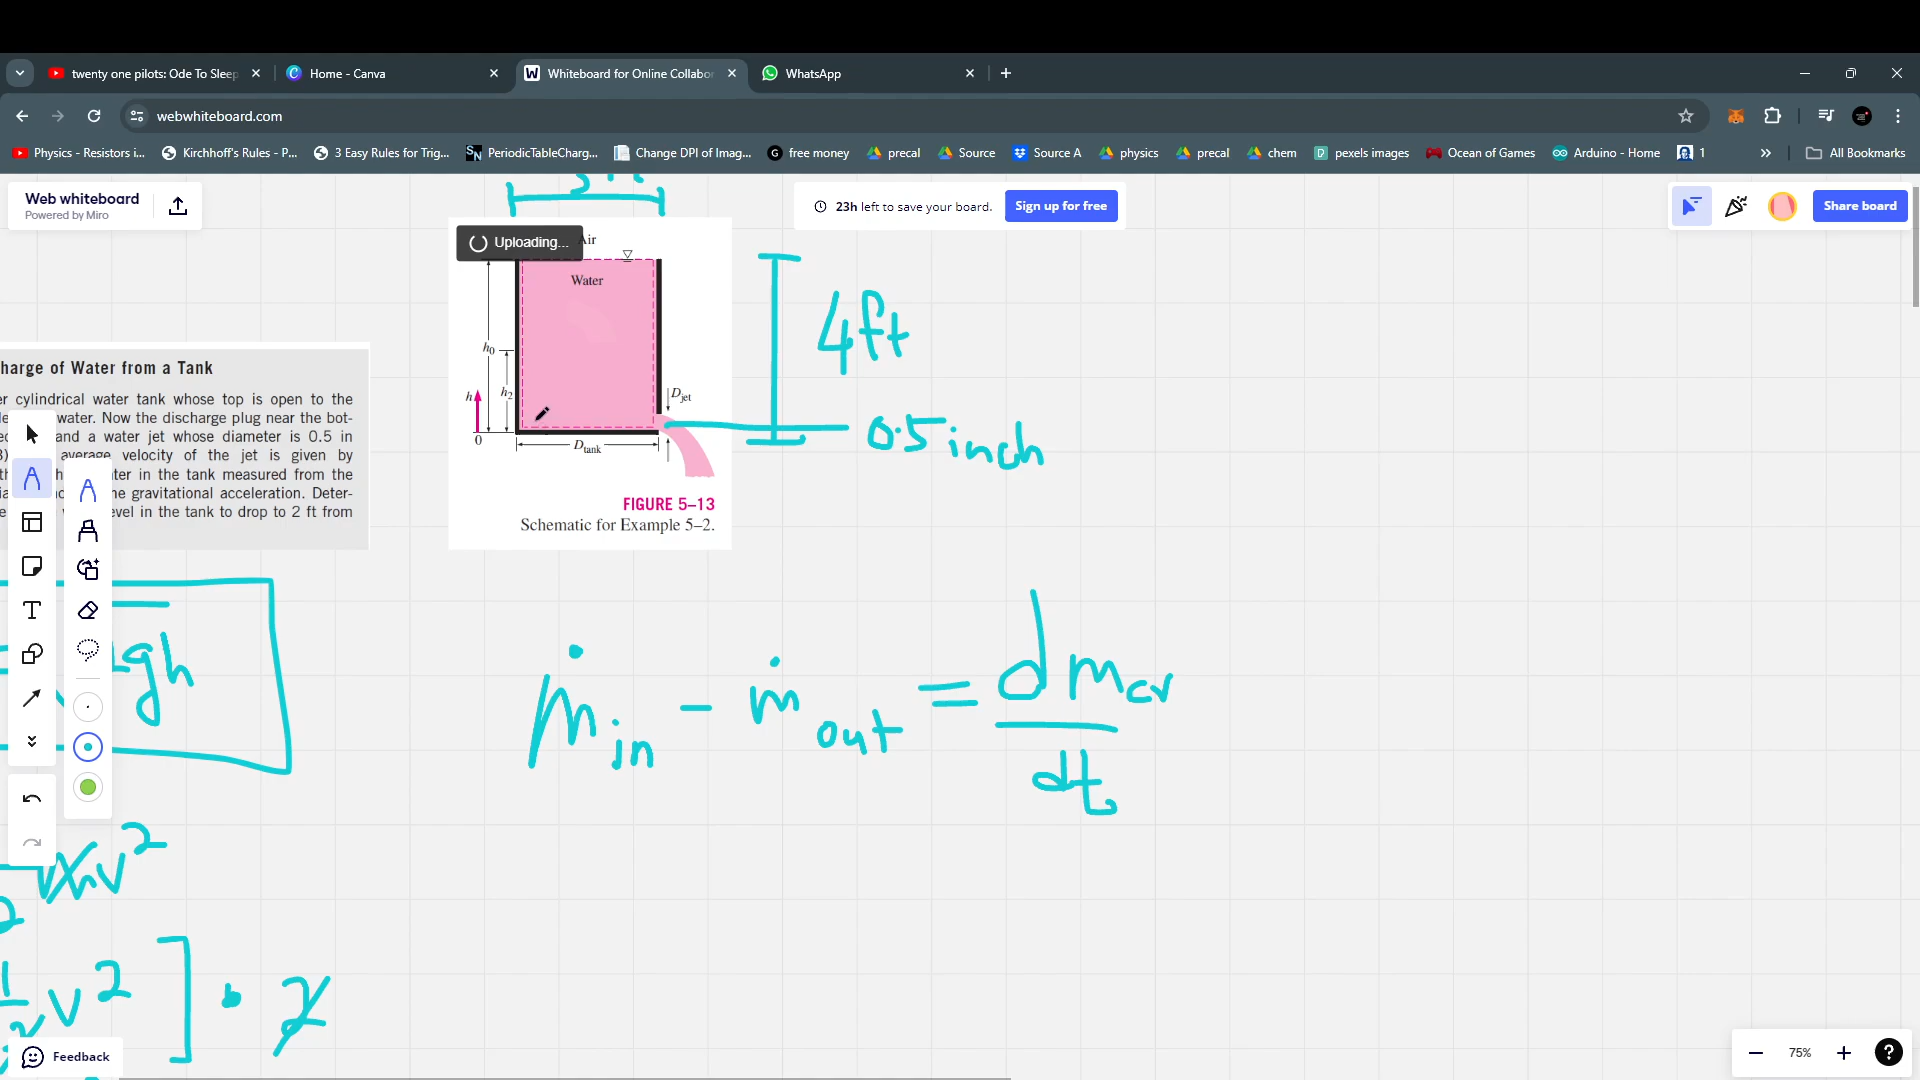 twenty one pilots: Ode To Sleep
Home - Canva
Whiteboard for Online Collabor
WhatsApp
webwhiteboard.com
Physics - Resistors i...
Kirchhoff's Rules - P...
3 Easy Rules for Trig...
PeriodicTableCharg...
Change DPI of Imag...
free money
precal
Source
Source A
physics
precal
chem
pexels images
Ocean of Games
Arduino - Home
1
All Bookmarks
Web whiteboard
Powered by Miro
23h left to save your board.
Sign up for free
Share board
Uploading...
Air
Water
h0
h2
h
0
Djet
Dtank
FIGURE 5–13
Schematic for Example 5–2.
4ft
0.5 inch
harge of Water from a Tank
er cylindrical water tank whose top is open to the
water. Now the discharge plug near the bot-
and a water jet whose diameter is 0.5 in
average velocity of the jet is given by
ter in the tank measured from the
he gravitational acceleration. Deter-
evel in the tank to drop to 2 ft from
gh
ṁin - ṁout = dmcv
dt
mv²
v² ] • 2
Feedback
75%